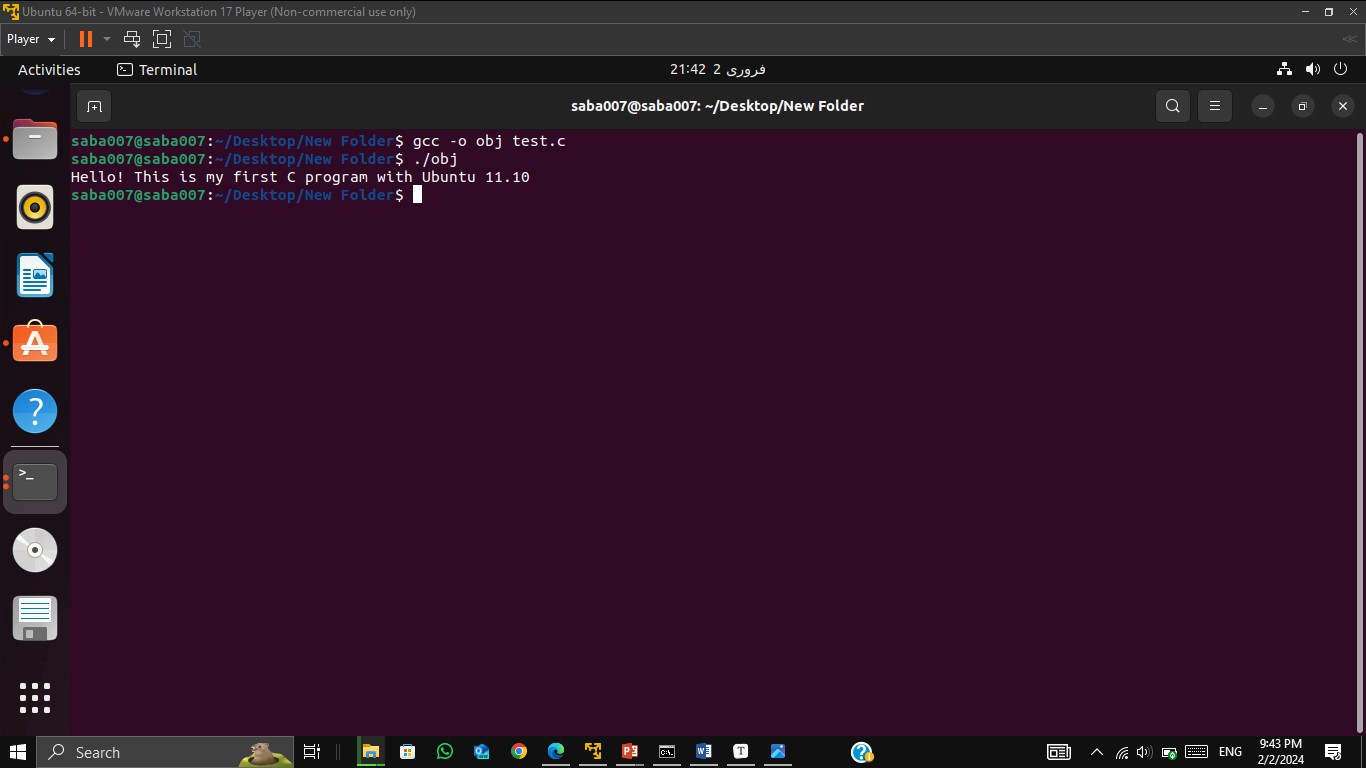 Ubuntu 64-bit - VMware Workstation 17 Player (Non-commercial use only)
Player
Activities
Terminal
21:42 2 فروری
saba007@saba007: ~/Desktop/New Folder
saba007@saba007:~/Desktop/New Folder$ gcc -o obj test.c
saba007@saba007:~/Desktop/New Folder$ ./obj
Hello! This is my first C program with Ubuntu 11.10
saba007@saba007:~/Desktop/New Folder$
Search
ENG
9:43 PM
2/2/2024